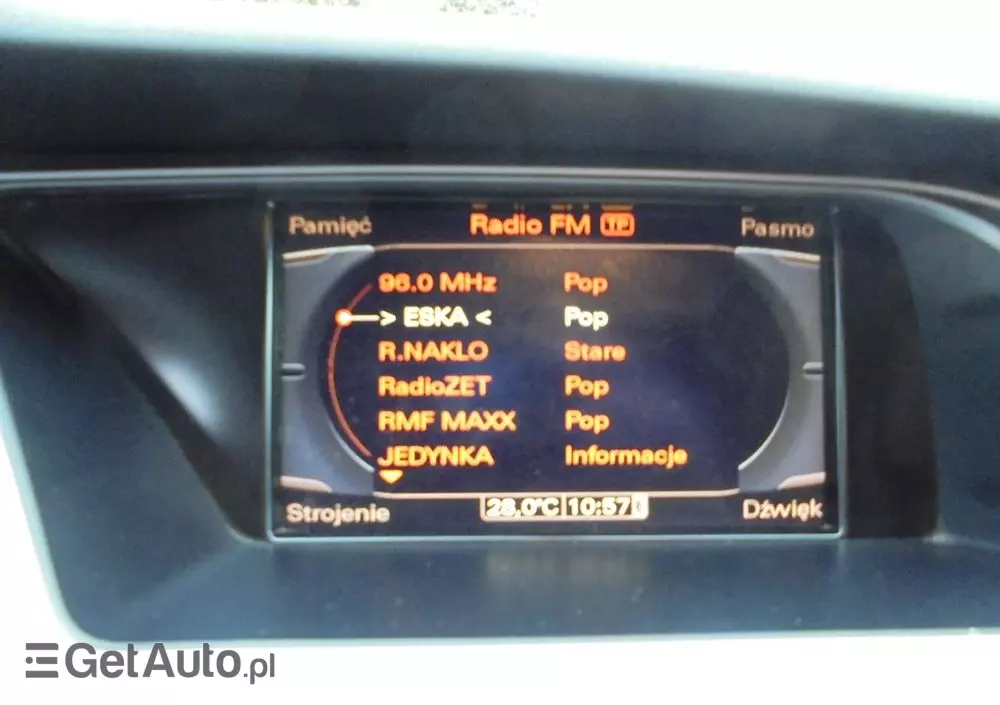 Pamięć Radio FM TP Pasmo
96.0 MHz Pop
> ESKA < Pop
R.NAKLO Stare
RadioZET Pop
RMF MAXX Pop
JEDYNKA Informacje
Strojenie 28,0°C 10:57 Dźwięk
GetAuto.pl